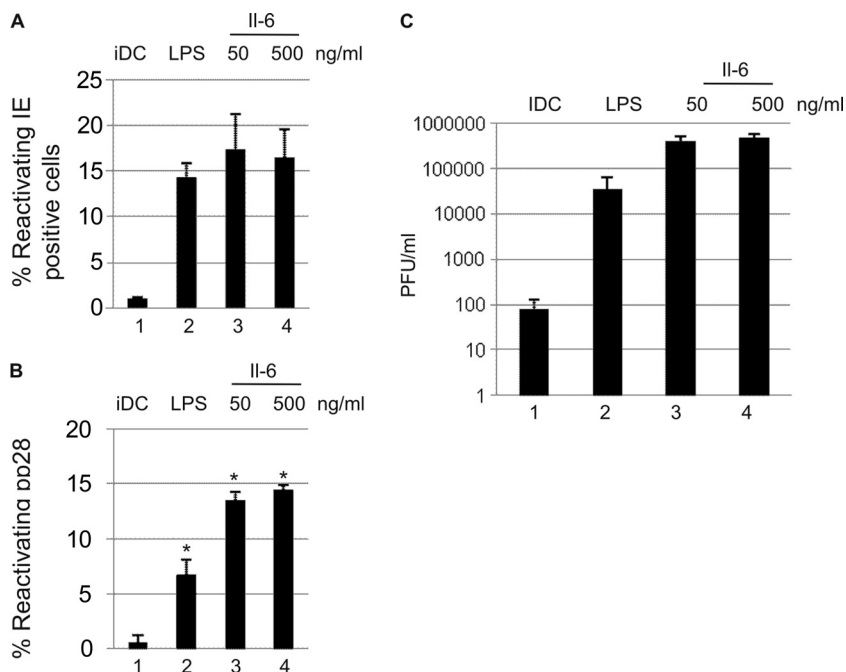 A
Il-6
iDC LPS 50 500 ng/ml
25
20
15
10
5
0
% Reactivating IE
positive cells
1 2 3 4
B
Il-6
iDC LPS 50 500 ng/ml
20
15
10
5
0
% Reactivating pp28
* * *
1 2 3 4
C
Il-6
IDC LPS 50 500 ng/ml
1000000
100000
10000
1000
100
10
1
PFU/ml
1 2 3 4